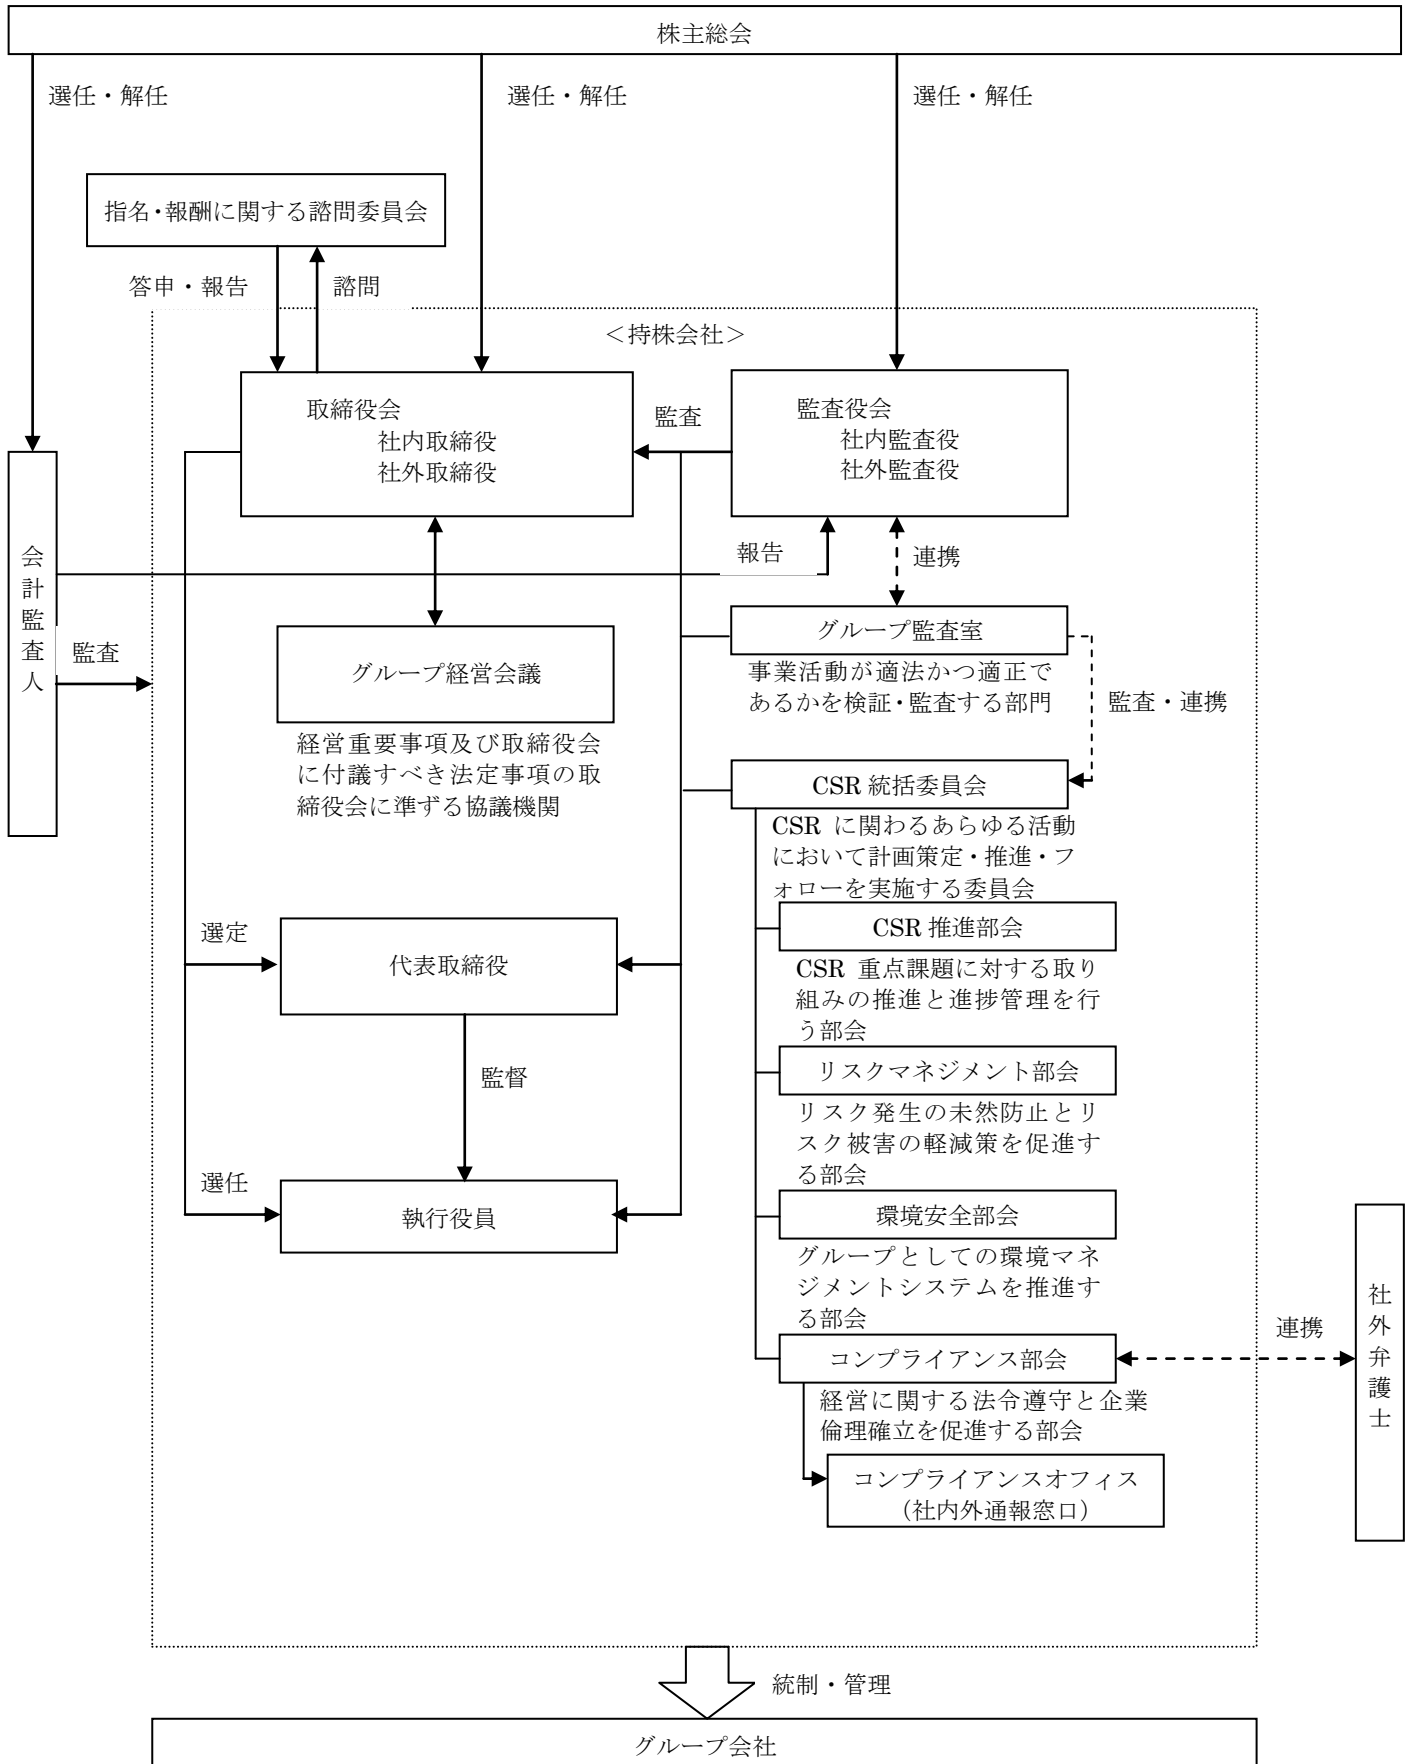 株主総会
選任・解任
選任・解任
選任・解任
指名・報酬に関する諮問委員会
答申・報告
諮問
<持株会社>
取締役会
社内取締役
社外取締役
監査
監査役会
社内監査役
社外監査役
会計監査人
報告
連携
監査
グループ経営会議
経営重要事項及び取締役会
に付議すべき法定事項の取
締役会に準ずる協議機関
グループ監査室
事業活動が適法かつ適正で
あるかを検証・監査する部門
監査・連携
CSR 統括委員会
CSR に関わるあらゆる活動
において計画策定・推進・フ
ォローを実施する委員会
選定
代表取締役
監督
選任
執行役員
CSR 推進部会
CSR 重点課題に対する取り
組みの推進と進捗管理を行
う部会
リスクマネジメント部会
リスク発生の未然防止とリ
スク被害の軽減策を促進す
る部会
環境安全部会
グループとしての環境マネ
ジメントシステムを推進す
る部会
コンプライアンス部会
連携
社外弁護士
経営に関する法令遵守と企業
倫理確立を促進する部会
コンプライアンスオフィス
（社内外通報窓口）
統制・管理
グループ会社